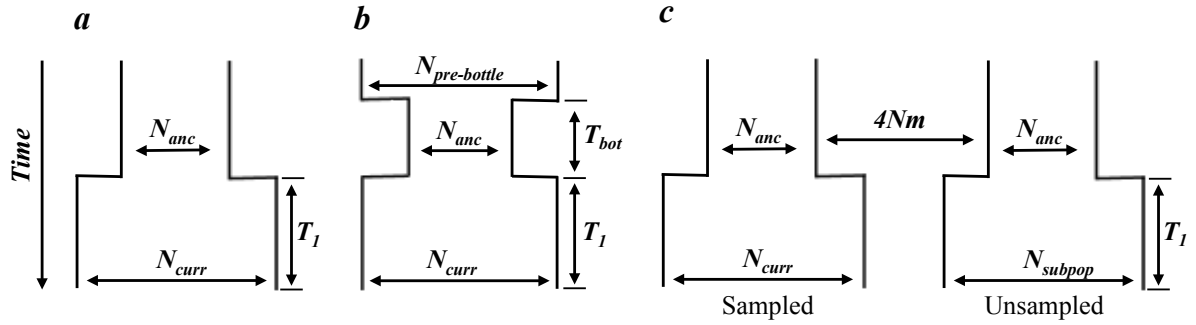 a
b
c
Time
N_anc
T_1
N_curr
N_pre-bottle
N_anc
T_bot
T_1
N_curr
N_anc
4Nm
N_anc
T_1
N_curr
N_subpop
Sampled
Unsampled